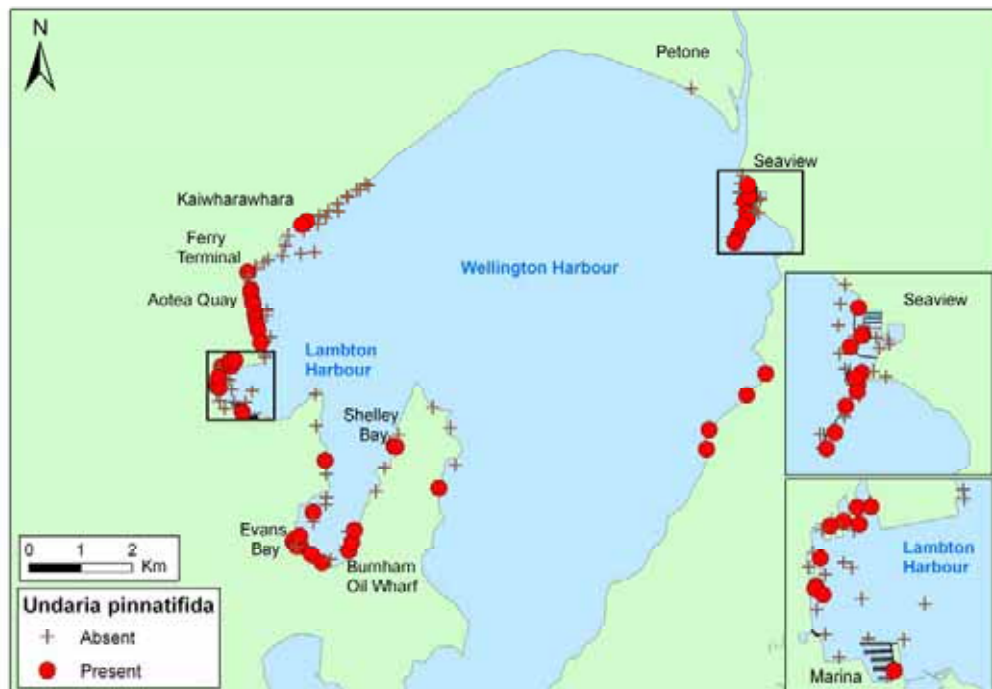 N
Petone
Seaview
Kaiwharawhara
Ferry
Terminal
Wellington Harbour
Aotea Quay
Seaview
Lambton
Harbour
Shelley
Bay
Evans
Bay
Burnham
Oil Wharf
0 1 2
Km
Lambton
Harbour
Marina
Undaria pinnatifida
Absent
Present